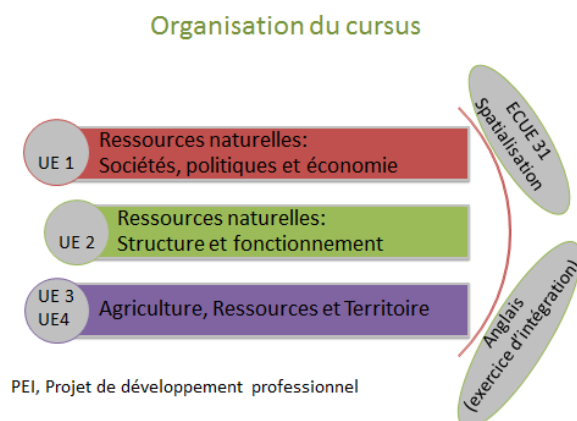 Organisation du cursus
ECUE 31
Spatialisation
UE 1
Ressources naturelles:
Sociétés, politiques et économie
UE 2
Ressources naturelles:
Structure et fonctionnement
UE 3
UE4
Agriculture, Ressources et Territoire
Anglais
(exercice d'intégration)
PEI, Projet de développement professionnel